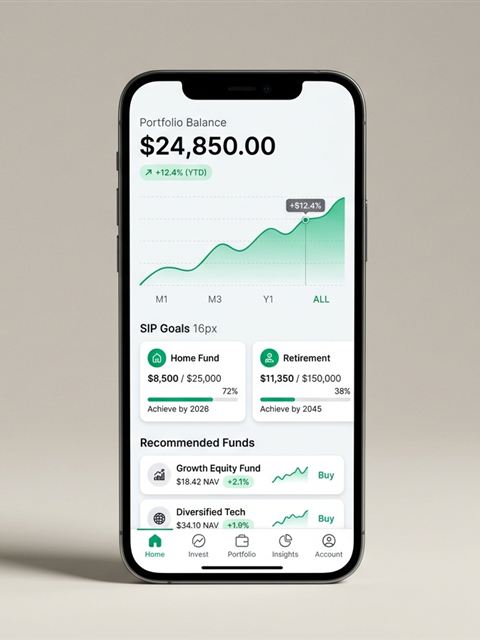 Portfolio Balance
$24,850.00
+12.4% (YTD)
+$12.4%
M1 M3 Y1 ALL
SIP Goals 16px
Home Fund
$8,500 / $25,000
72%
Achieve by 2026
Retirement
$11,350 / $150,000
38%
Achieve by 2045
Recommended Funds
Growth Equity Fund
$18.42 NAV +2.1%
Buy
Diversified Tech
$34.10 NAV +1.9%
Buy
Home Invest Portfolio Insights Account